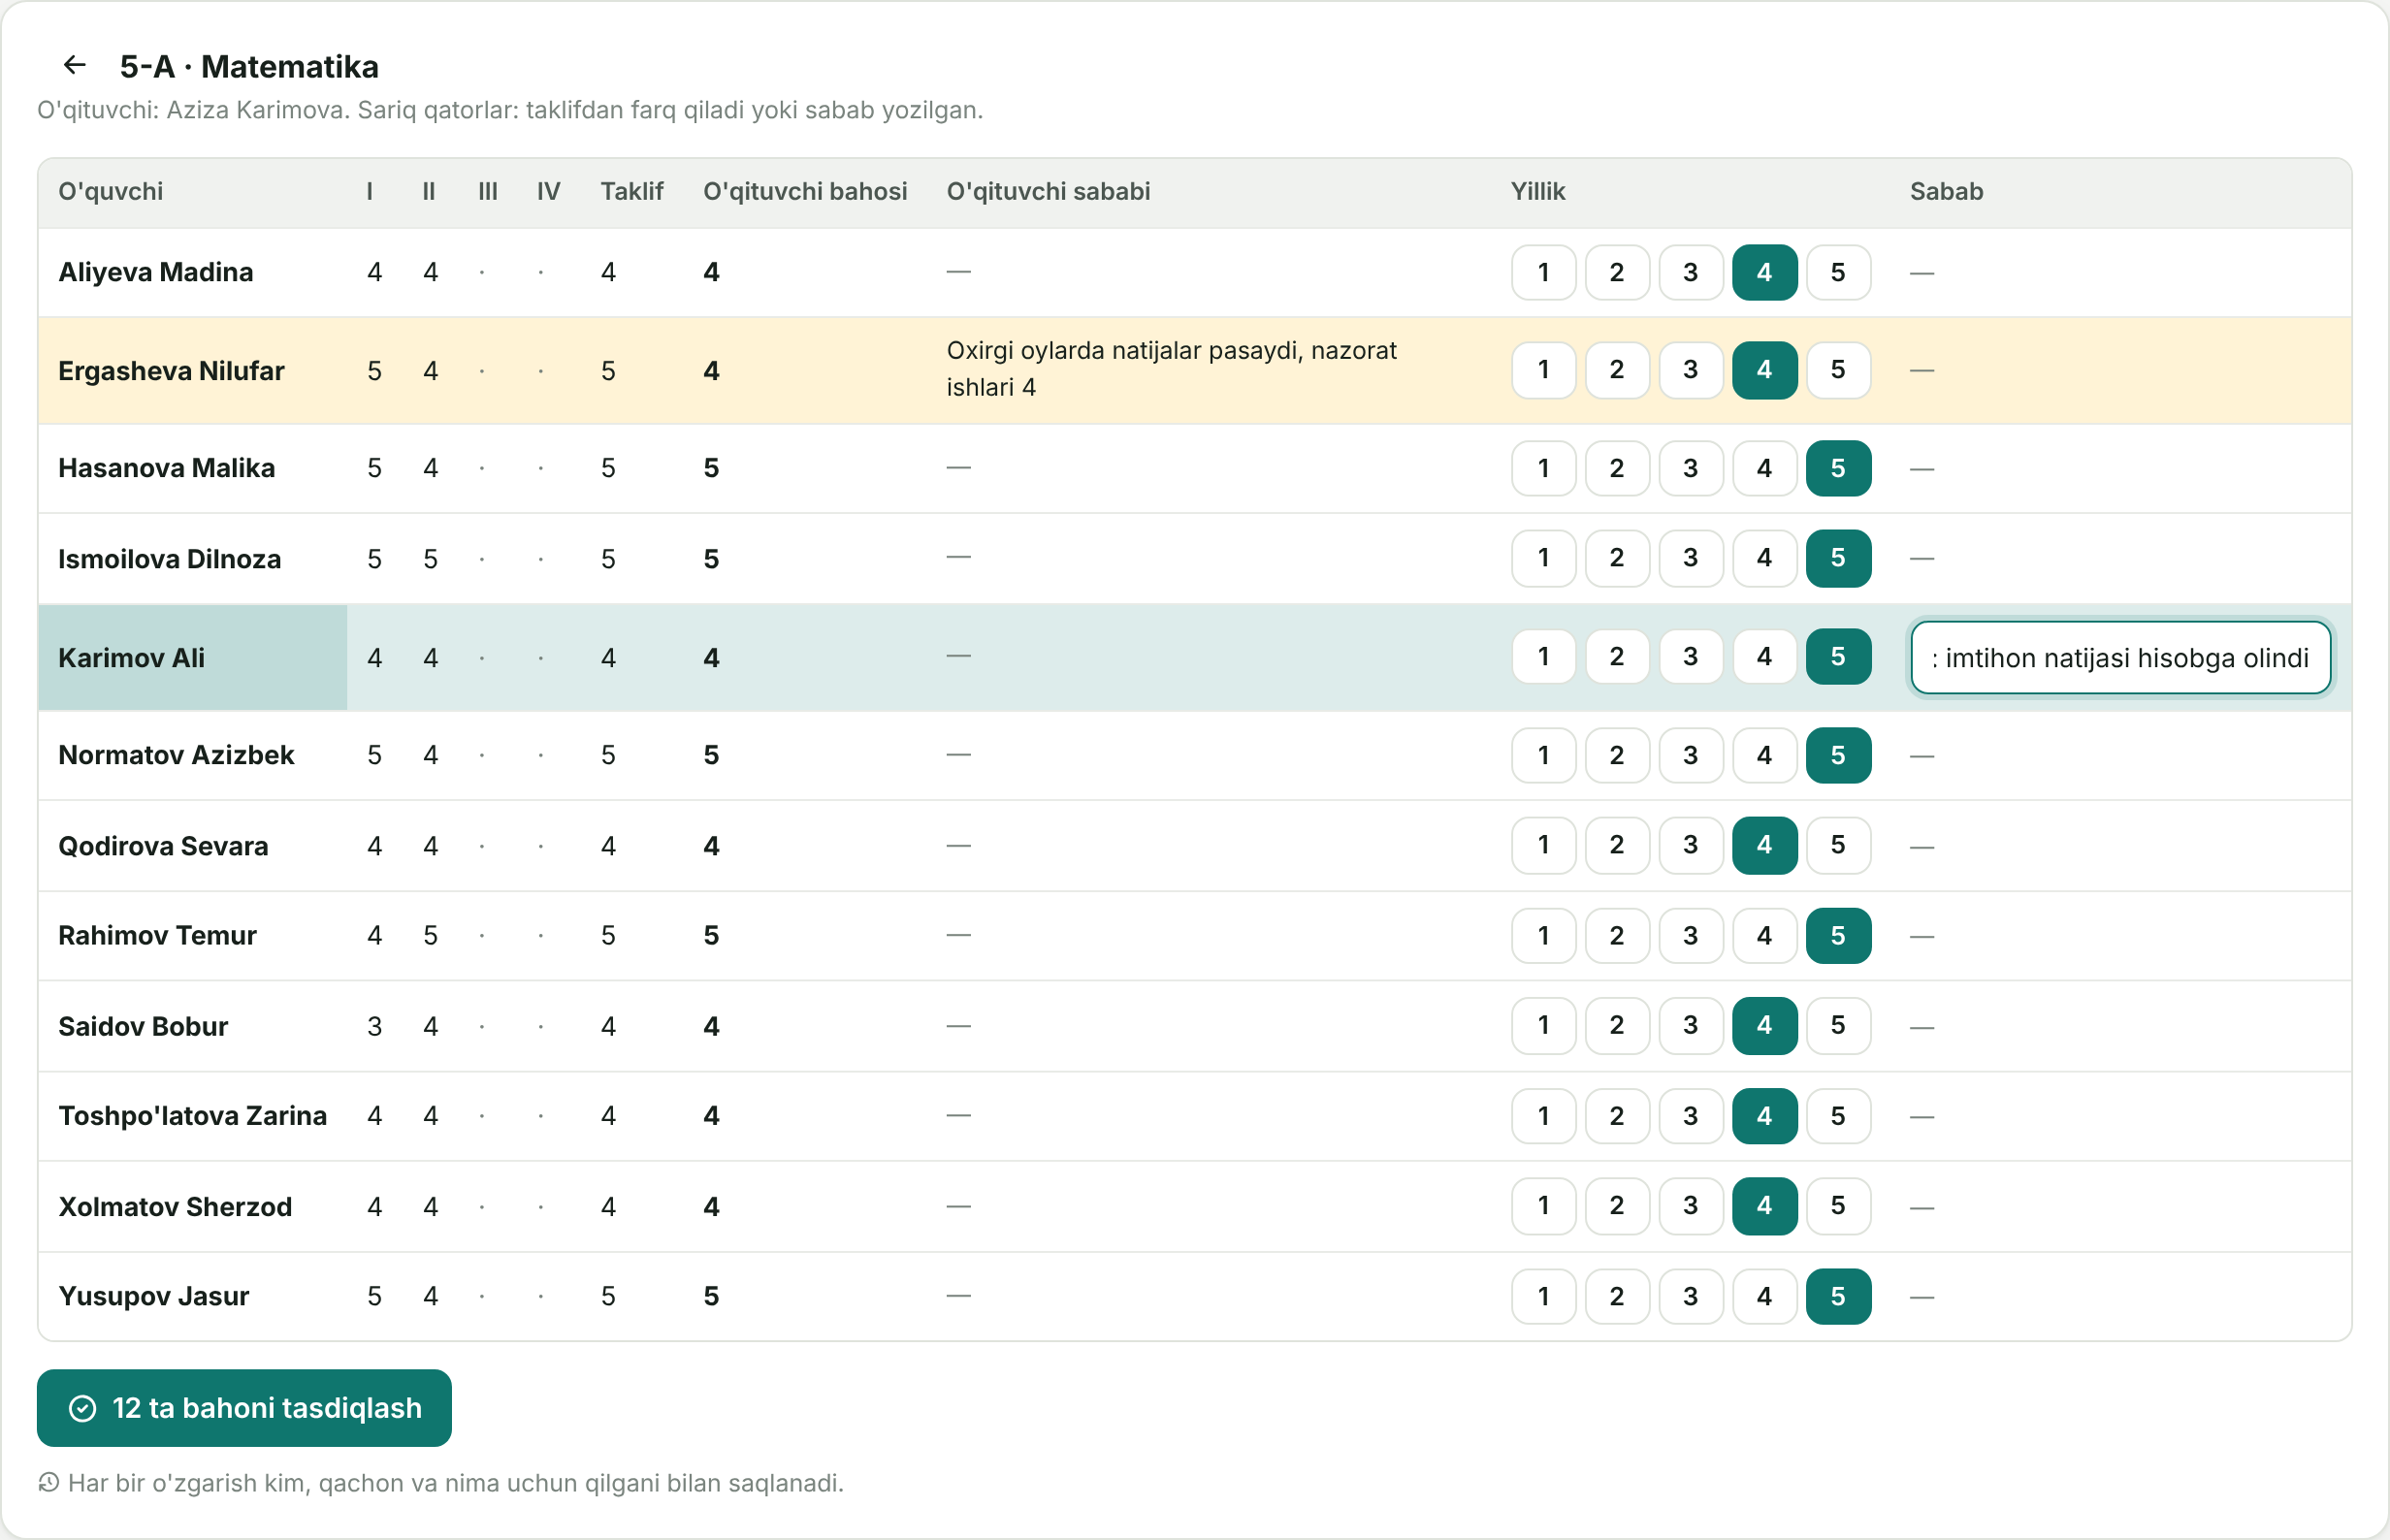 5-A · Matematika
O'qituvchi: Aziza Karimova. Sariq qatorlar: taklifdan farq qiladi yoki sabab yozilgan.
O'quvchi I II III IV Taklif O'qituvchi bahosi O'qituvchi sababi Yillik Sabab
Aliyeva Madina 4 4 · · 4 4 — 1 2 3 4 5 —
Ergasheva Nilufar 5 4 · · 5 4 Oxirgi oylarda natijalar pasaydi, nazorat
ishlari 4 1 2 3 4 5 —
Hasanova Malika 5 4 · · 5 5 — 1 2 3 4 5 —
Ismoilova Dilnoza 5 5 · · 5 5 — 1 2 3 4 5 —
Karimov Ali 4 4 · · 4 4 — 1 2 3 4 5 : imtihon natijasi hisobga olindi
Normatov Azizbek 5 4 · · 5 5 — 1 2 3 4 5 —
Qodirova Sevara 4 4 · · 4 4 — 1 2 3 4 5 —
Rahimov Temur 4 5 · · 5 5 — 1 2 3 4 5 —
Saidov Bobur 3 4 · · 4 4 — 1 2 3 4 5 —
Toshpo'latova Zarina 4 4 · · 4 4 — 1 2 3 4 5 —
Xolmatov Sherzod 4 4 · · 4 4 — 1 2 3 4 5 —
Yusupov Jasur 5 4 · · 5 5 — 1 2 3 4 5 —
12 ta bahoni tasdiqlash
Har bir o'zgarish kim, qachon va nima uchun qilgani bilan saqlanadi.